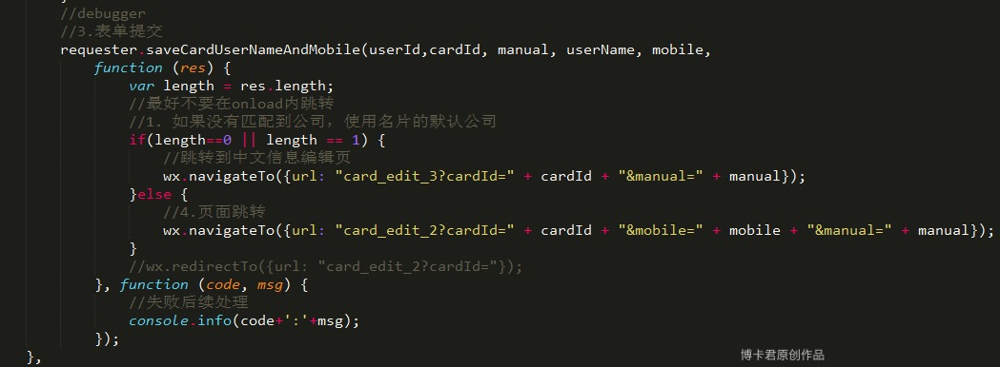 //debugger
//3.表单提交
requester.saveCardUserNameAndMobile(userId,cardId, manual, userName, mobile,
function (res) {
var length = res.length;
//最好不要在onload内跳转
//1. 如果没有匹配到公司，使用名片的默认公司
if(length==0 || length == 1) {
//跳转到中文信息编辑页
wx.navigateTo({url: "card_edit_3?cardId=" + cardId + "&manual=" + manual});
}else {
//4.页面跳转
wx.navigateTo({url: "card_edit_2?cardId=" + cardId + "&mobile=" + mobile + "&manual=" + manual});
}
//wx.redirectTo({url: "card_edit_2?cardId="});
}, function (code, msg) {
//失败后续处理
console.info(code+':'+msg);
});
},
博卡君原创作品